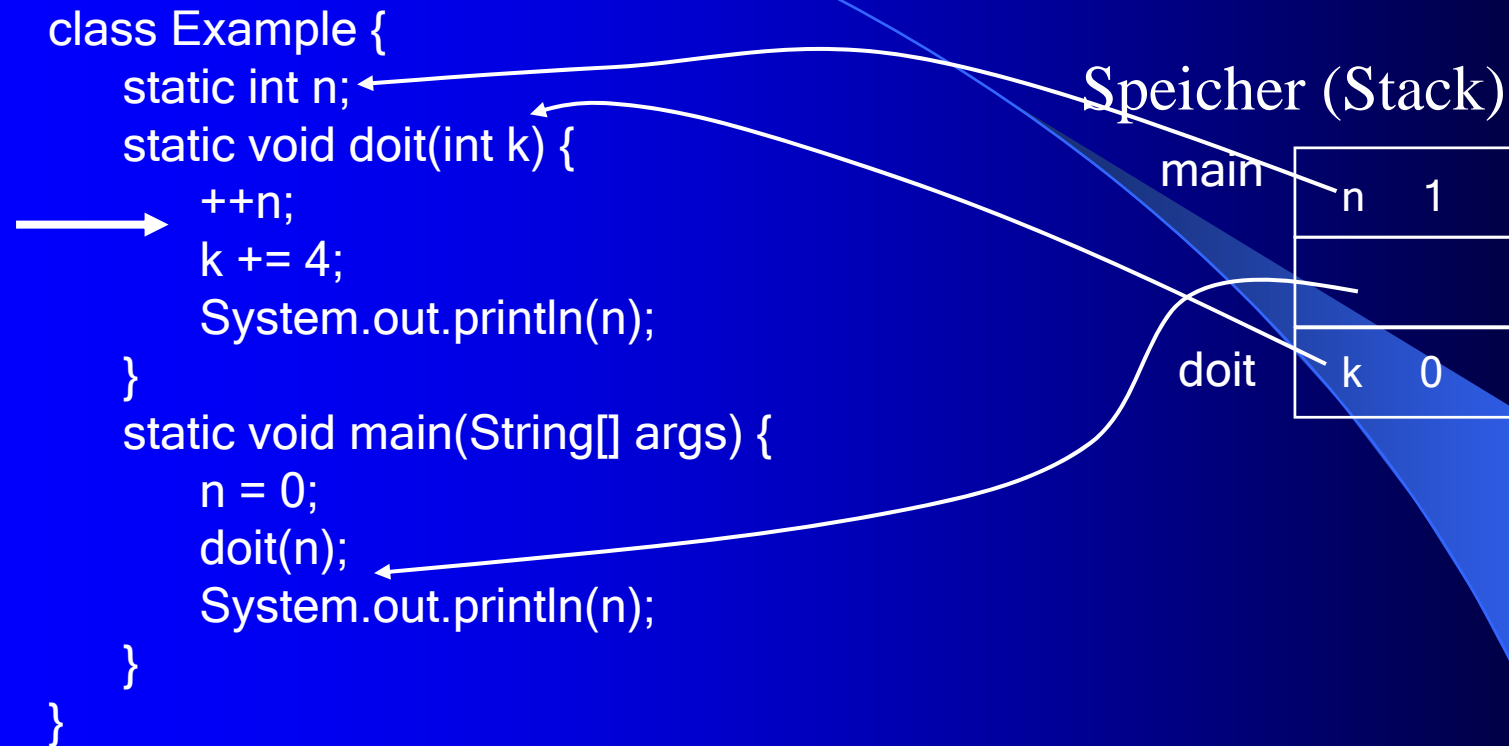 class Example {
static int n;
static void doit(int k) {
++n;
k += 4;
System.out.println(n);
}
static void main(String[] args) {
n = 0;
doit(n);
System.out.println(n);
}
}
Speicher (Stack)
main
n 1
doit
k 0